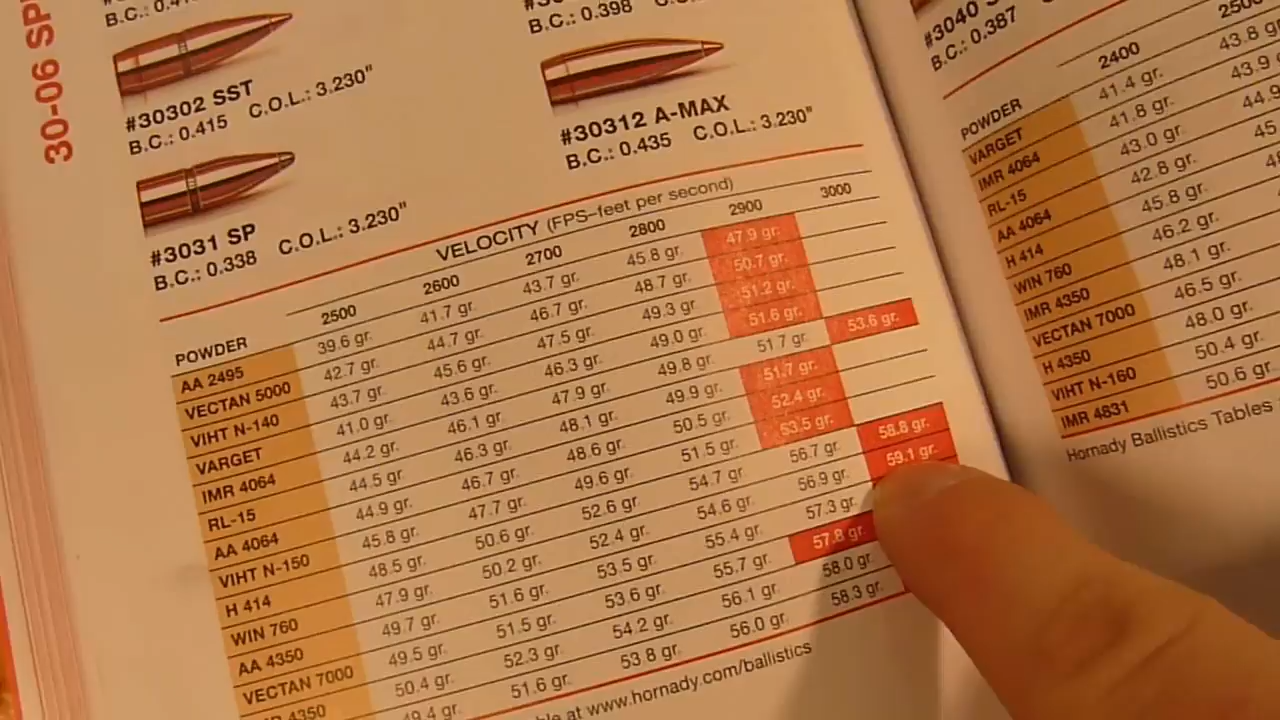 30-06 SP
B.C.: 0.41
#30302 SST
B.C.: 0.415 C.O.L.: 3.230"
#3031 SP
B.C.: 0.338 C.O.L.: 3.230"
B.C.: 0.398
#30312 A-MAX
B.C.: 0.435 C.O.L.: 3.230"
VELOCITY (FPS–feet per second)
POWDER 2500 2600 2700 2800 2900 3000
AA 2495 39.6 gr. 41.7 gr. 43.7 gr. 45.8 gr. 47.9 gr.
VECTAN 5000 42.7 gr. 44.7 gr. 46.7 gr. 48.7 gr. 50.7 gr.
VIHT N-140 43.7 gr. 45.6 gr. 47.5 gr. 49.3 gr. 51.2 gr.
VARGET 41.0 gr. 43.6 gr. 46.3 gr. 49.0 gr. 51.6 gr.
IMR 4064 44.2 gr. 46.1 gr. 47.9 gr. 49.8 gr. 51.7 gr. 53.6 gr.
RL-15 44.5 gr. 46.3 gr. 48.1 gr. 49.9 gr. 51.7 gr.
AA 4064 44.9 gr. 46.7 gr. 48.6 gr. 50.5 gr. 52.4 gr.
VIHT N-150 45.8 gr. 47.7 gr. 49.6 gr. 51.5 gr. 53.5 gr.
H 414 48.5 gr. 50.6 gr. 52.6 gr. 54.7 gr. 56.7 gr. 58.8 gr.
WIN 760 47.9 gr. 50.2 gr. 52.4 gr. 54.6 gr. 56.9 gr. 59.1 gr.
AA 4350 49.7 gr. 51.6 gr. 53.5 gr. 55.4 gr. 57.3 gr.
VECTAN 7000 49.5 gr. 51.5 gr. 53.6 gr. 55.7 gr. 57.8 gr.
4350 50.4 gr. 52.3 gr. 54.2 gr. 56.1 gr. 58.0 gr.
49.4 gr. 51.6 gr. 53.8 gr. 56.0 gr. 58.3 gr.
at www.hornady.com/ballistics
#3040
B.C.: 0.387
POWDER 2400 2500
VARGET 41.4 gr. 43.8 g
IMR 4064 41.8 gr. 43.9
RL-15 43.0 gr. 44.9
AA 4064 42.8 gr. 45
H 414 45.8 gr.
WIN 760 46.2 gr.
IMR 4350 48.1 gr.
VECTAN 7000 46.5 gr.
H 4350 48.0 gr.
VIHT N-160 50.4 gr.
IMR 4831 50.6 gr.
Hornady Ballistics Tables